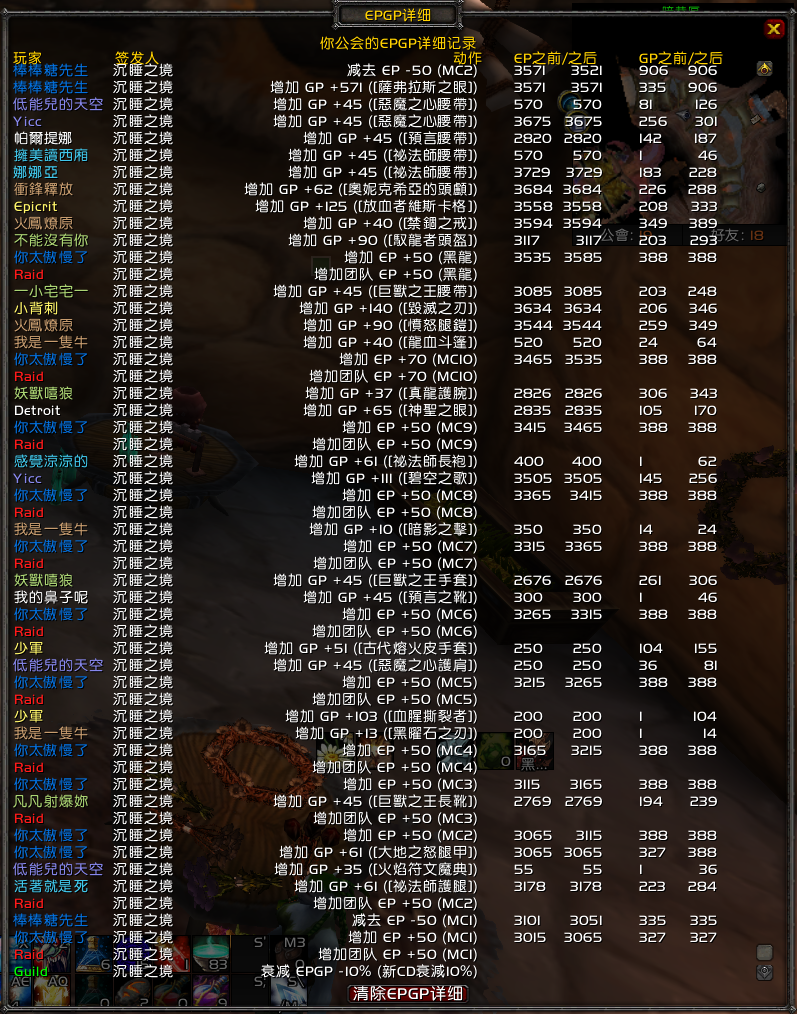 EPGP详细
你公会的EPGP详细记录
玩家 签发人 动作 EP之前/之后 GP之前/之后
棒棒糖先生 沉睡之境 减去 EP -50 (MC2) 3571 3521 906 906
棒棒糖先生 沉睡之境 增加 GP +571 ([薩弗拉斯之眼]) 3571 3571 335 906
低能兒的天空 沉睡之境 增加 GP +45 ([惡魔之心腰帶]) 570 570 81 126
Yicc 沉睡之境 增加 GP +45 ([惡魔之心腰帶]) 3675 3675 256 301
帕爾提娜 沉睡之境 增加 GP +45 ([預言腰帶]) 2820 2820 142 187
擁美讀西廂 沉睡之境 增加 GP +45 ([祕法師腰帶]) 570 570 1 46
娜娜亞 沉睡之境 增加 GP +45 ([祕法師腰帶]) 3729 3729 183 228
衝鋒釋放 沉睡之境 增加 GP +62 ([奧妮克希亞的頭顱]) 3684 3684 226 288
Epicrit 沉睡之境 增加 GP +125 ([放血者維斯卡格]) 3558 3558 208 333
火鳳燎原 沉睡之境 增加 GP +40 ([禁錮之戒]) 3594 3594 349 389
不能沒有你 沉睡之境 增加 GP +90 ([馭龍者頭盔]) 3117 3117 203 293
公會: 好友: 18
你太傲慢了 沉睡之境 增加 EP +50 (黑龍) 3535 3585 388 388
Raid 沉睡之境 增加团队 EP +50 (黑龍)
一小宅宅一 沉睡之境 增加 GP +45 ([巨獸之王腰帶]) 3085 3085 203 248
小背刺 沉睡之境 增加 GP +140 ([毀滅之刃]) 3634 3634 206 346
火鳳燎原 沉睡之境 增加 GP +90 ([憤怒腿鎧]) 3544 3544 259 349
我是一隻牛 沉睡之境 增加 GP +40 ([龍血斗篷]) 520 520 24 64
你太傲慢了 沉睡之境 增加 EP +70 (MC10) 3465 3535 388 388
Raid 沉睡之境 增加团队 EP +70 (MC10)
妖獸嘻狼 沉睡之境 增加 GP +37 ([真龍護腕]) 2826 2826 306 343
Detroit 沉睡之境 增加 GP +65 ([神聖之眼]) 2835 2835 105 170
你太傲慢了 沉睡之境 增加 EP +50 (MC9) 3415 3465 388 388
Raid 沉睡之境 增加团队 EP +50 (MC9)
感覺涼涼的 沉睡之境 增加 GP +61 ([祕法師長袍]) 400 400 1 62
Yicc 沉睡之境 增加 GP +111 ([碧空之歌]) 3505 3505 145 256
你太傲慢了 沉睡之境 增加 EP +50 (MC8) 3365 3415 388 388
Raid 沉睡之境 增加团队 EP +50 (MC8)
我是一隻牛 沉睡之境 增加 GP +10 ([暗影之擊]) 350 350 14 24
你太傲慢了 沉睡之境 增加 EP +50 (MC7) 3315 3365 388 388
Raid 沉睡之境 增加团队 EP +50 (MC7)
妖獸嘻狼 沉睡之境 增加 GP +45 ([巨獸之王手套]) 2676 2676 261 306
我的鼻子呢 沉睡之境 增加 GP +45 ([預言之靴]) 300 300 1 46
你太傲慢了 沉睡之境 增加 EP +50 (MC6) 3265 3315 388 388
Raid 沉睡之境 增加团队 EP +50 (MC6)
少軍 沉睡之境 增加 GP +51 ([古代熔火皮手套]) 250 250 104 155
低能兒的天空 沉睡之境 增加 GP +45 ([惡魔之心護肩]) 250 250 36 81
你太傲慢了 沉睡之境 增加 EP +50 (MC5) 3215 3265 388 388
Raid 沉睡之境 增加团队 EP +50 (MC5)
少軍 沉睡之境 增加 GP +103 ([血腥撕裂者]) 200 200 1 104
我是一隻牛 沉睡之境 增加 GP +13 ([黑曜石之刃]) 200 200 1 14
你太傲慢了 沉睡之境 增加 EP +50 (MC4) 3165 3215 388 388
Raid 沉睡之境 增加团队 EP +50 (MC4)
0 黑...
你太傲慢了 沉睡之境 增加 EP +50 (MC3) 3115 3165 388 388
凡凡射爆妳 沉睡之境 增加 GP +45 ([巨獸之王長靴]) 2769 2769 194 239
Raid 沉睡之境 增加团队 EP +50 (MC3)
你太傲慢了 沉睡之境 增加 EP +50 (MC2) 3065 3115 388 388
你太傲慢了 沉睡之境 增加 GP +61 ([大地之怒腿甲]) 3065 3065 327 388
低能兒的天空 沉睡之境 增加 GP +35 ([火焰符文魔典]) 55 55 1 36
活著就是死 沉睡之境 增加 GP +61 ([祕法師護腿]) 3178 3178 223 284
Raid 沉睡之境 增加团队 EP +50 (MC2)
棒棒糖先生 沉睡之境 减去 EP -50 (MC1) 3101 3051 335 335
你太傲慢了 沉睡之境 增加 EP +50 (MC1) 3015 3065 327 327
S' M3
Raid 沉睡之境 增加团队 EP +50 (MC1)
6 1 83 0
Guild 沉睡之境 衰减 EPGP -10% (新CD衰減10%)
AE AQ
清除EPGP详细